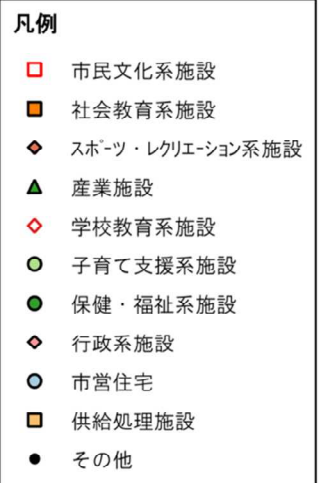 凡例
市民文化系施設
社会教育系施設
スポーツ・レクリエーション系施設
産業施設
学校教育系施設
子育て支援系施設
保健・福祉系施設
行政系施設
市営住宅
供給処理施設
その他